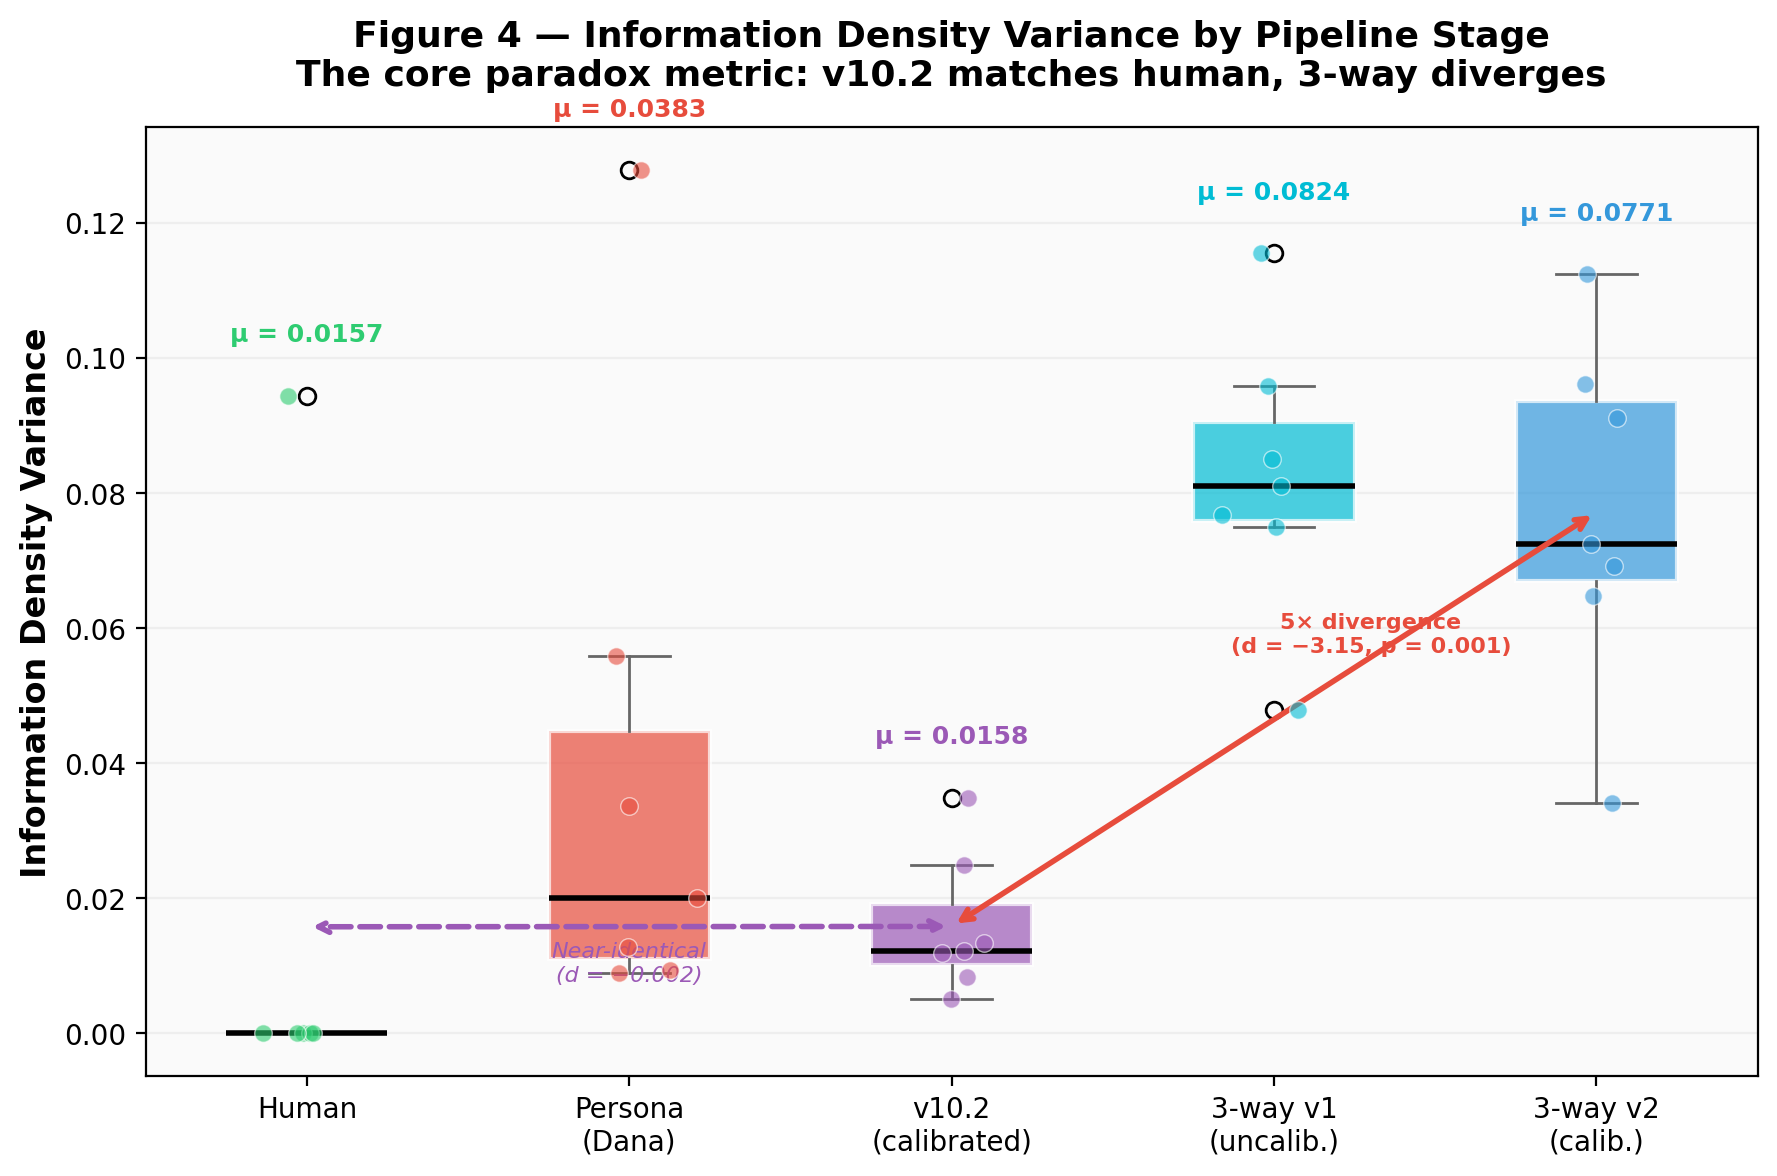 Figure 4 — Information Density Variance by Pipeline Stage
The core paradox metric: v10.2 matches human, 3-way diverges
μ = 0.0383
μ = 0.0824
μ = 0.0771
μ = 0.0157
μ = 0.0158
5× divergence
(d = −3.15, p = 0.001)
Near-identical
(d = −0.002)
Information Density Variance
0.12
0.10
0.08
0.06
0.04
0.02
0.00
Human
Persona
(Dana)
v10.2
(calibrated)
3-way v1
(uncalib.)
3-way v2
(calib.)